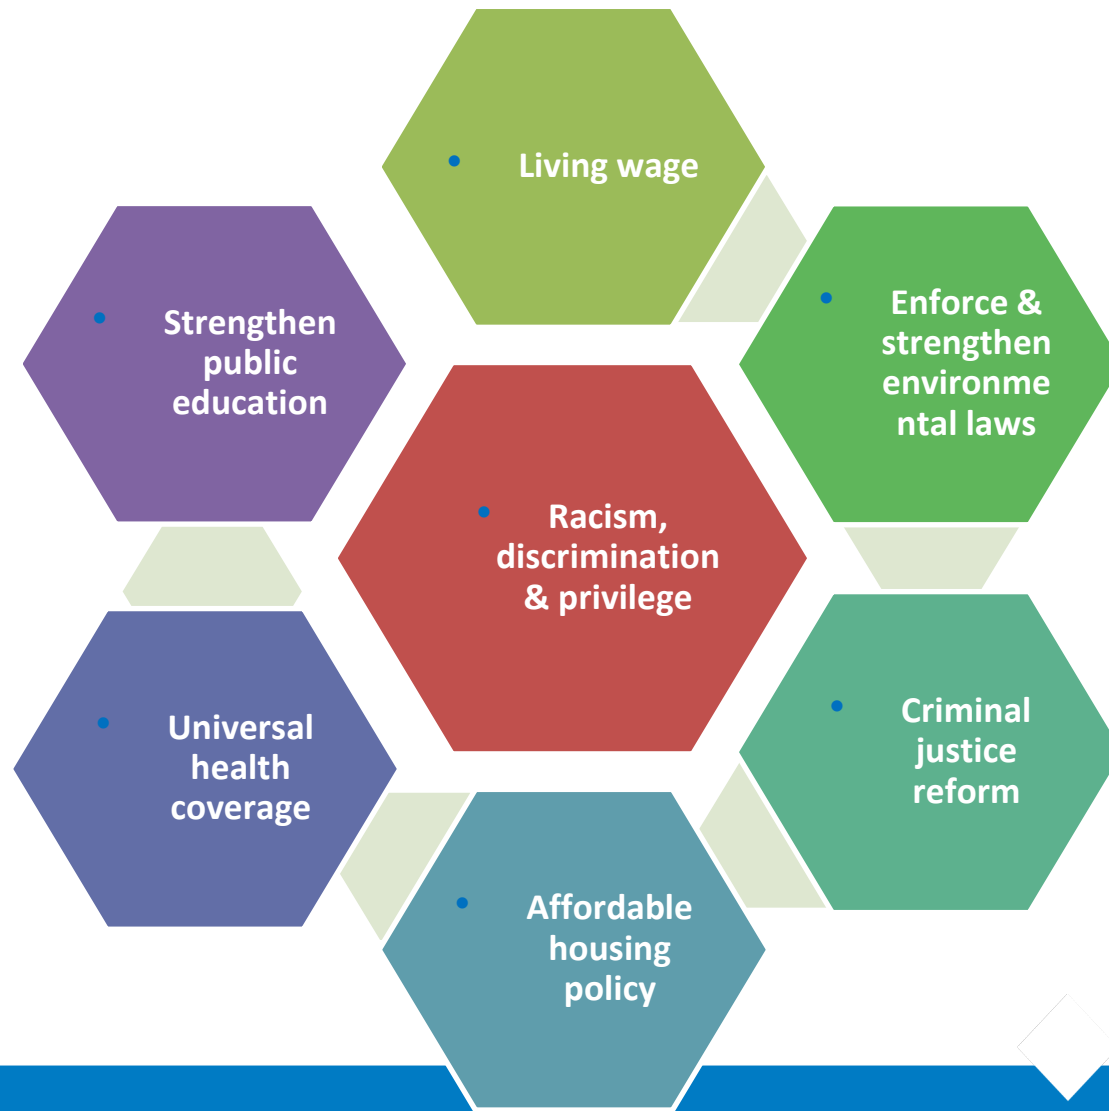 • Living wage
• Enforce &
strengthen
environme
ntal laws
• Criminal
justice
reform
• Affordable
housing
policy
• Universal
health
coverage
• Strengthen
public
education
• Racism,
discrimination
& privilege